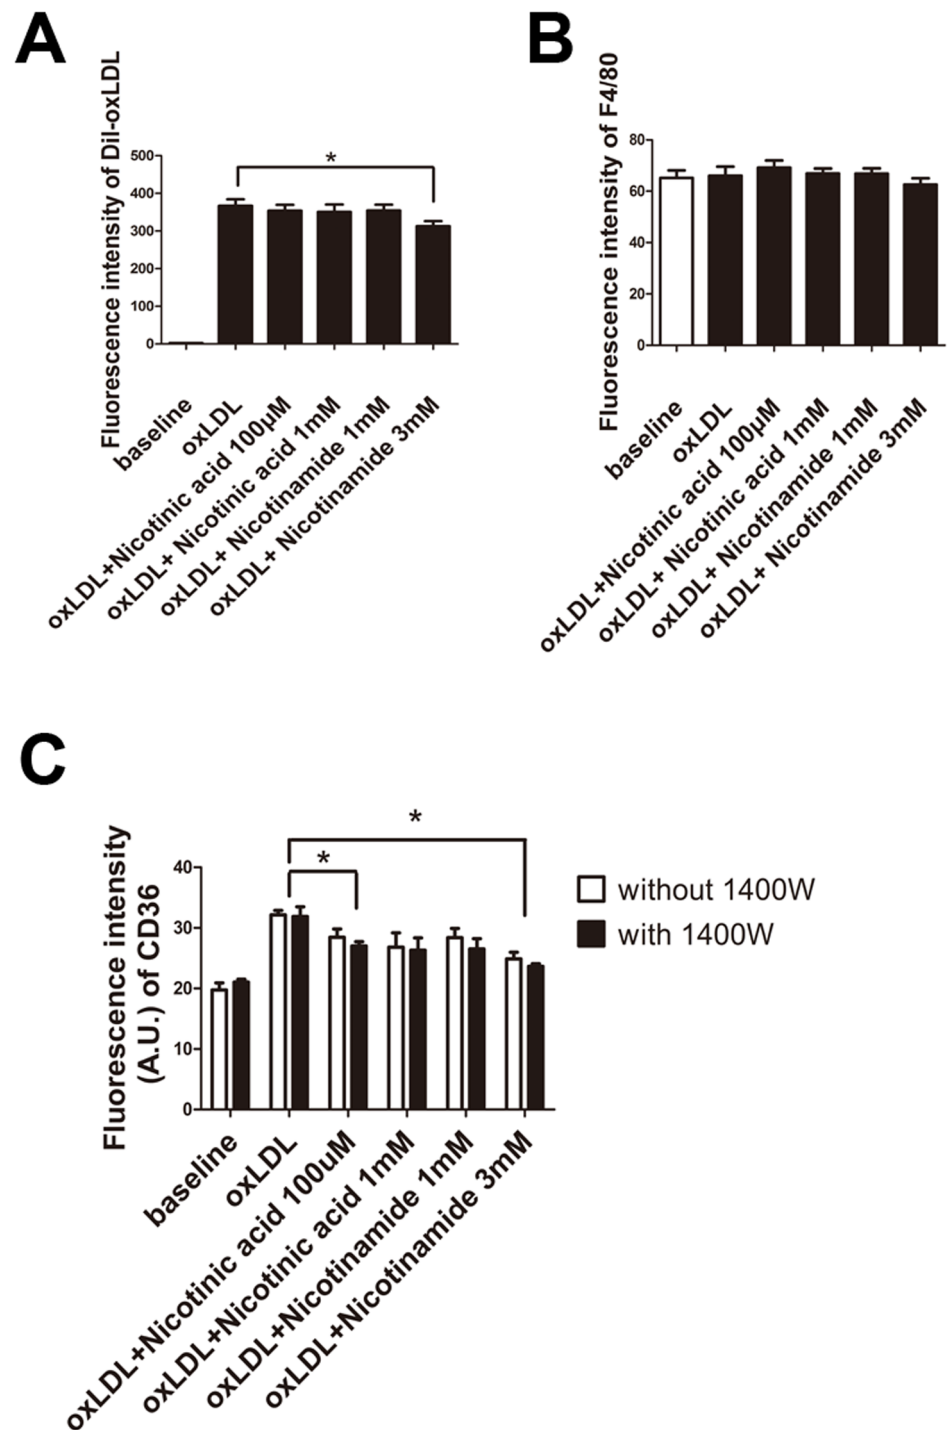 A
Fluorescence intensity of Dil-oxLDL
500
400
300
200
100
0
*
baseline
oxLDL
oxLDL+Nicotinic acid 100µM
oxLDL+ Nicotinic acid 1mM
oxLDL+ Nicotinamide 1mM
oxLDL+ Nicotinamide 3mM
B
Fluorescence intensity of F4/80
80
60
40
20
0
baseline
oxLDL
oxLDL+Nicotinic acid 100µM
oxLDL+ Nicotinic acid 1mM
oxLDL+ Nicotinamide 1mM
oxLDL+ Nicotinamide 3mM
C
Fluorescence intensity
(A.U.) of CD36
40
30
20
10
0
*
*
without 1400W
with 1400W
baseline
oxLDL
oxLDL+Nicotinic acid 100uM
oxLDL+Nicotinic acid 1mM
oxLDL+Nicotinamide 1mM
oxLDL+Nicotinamide 3mM